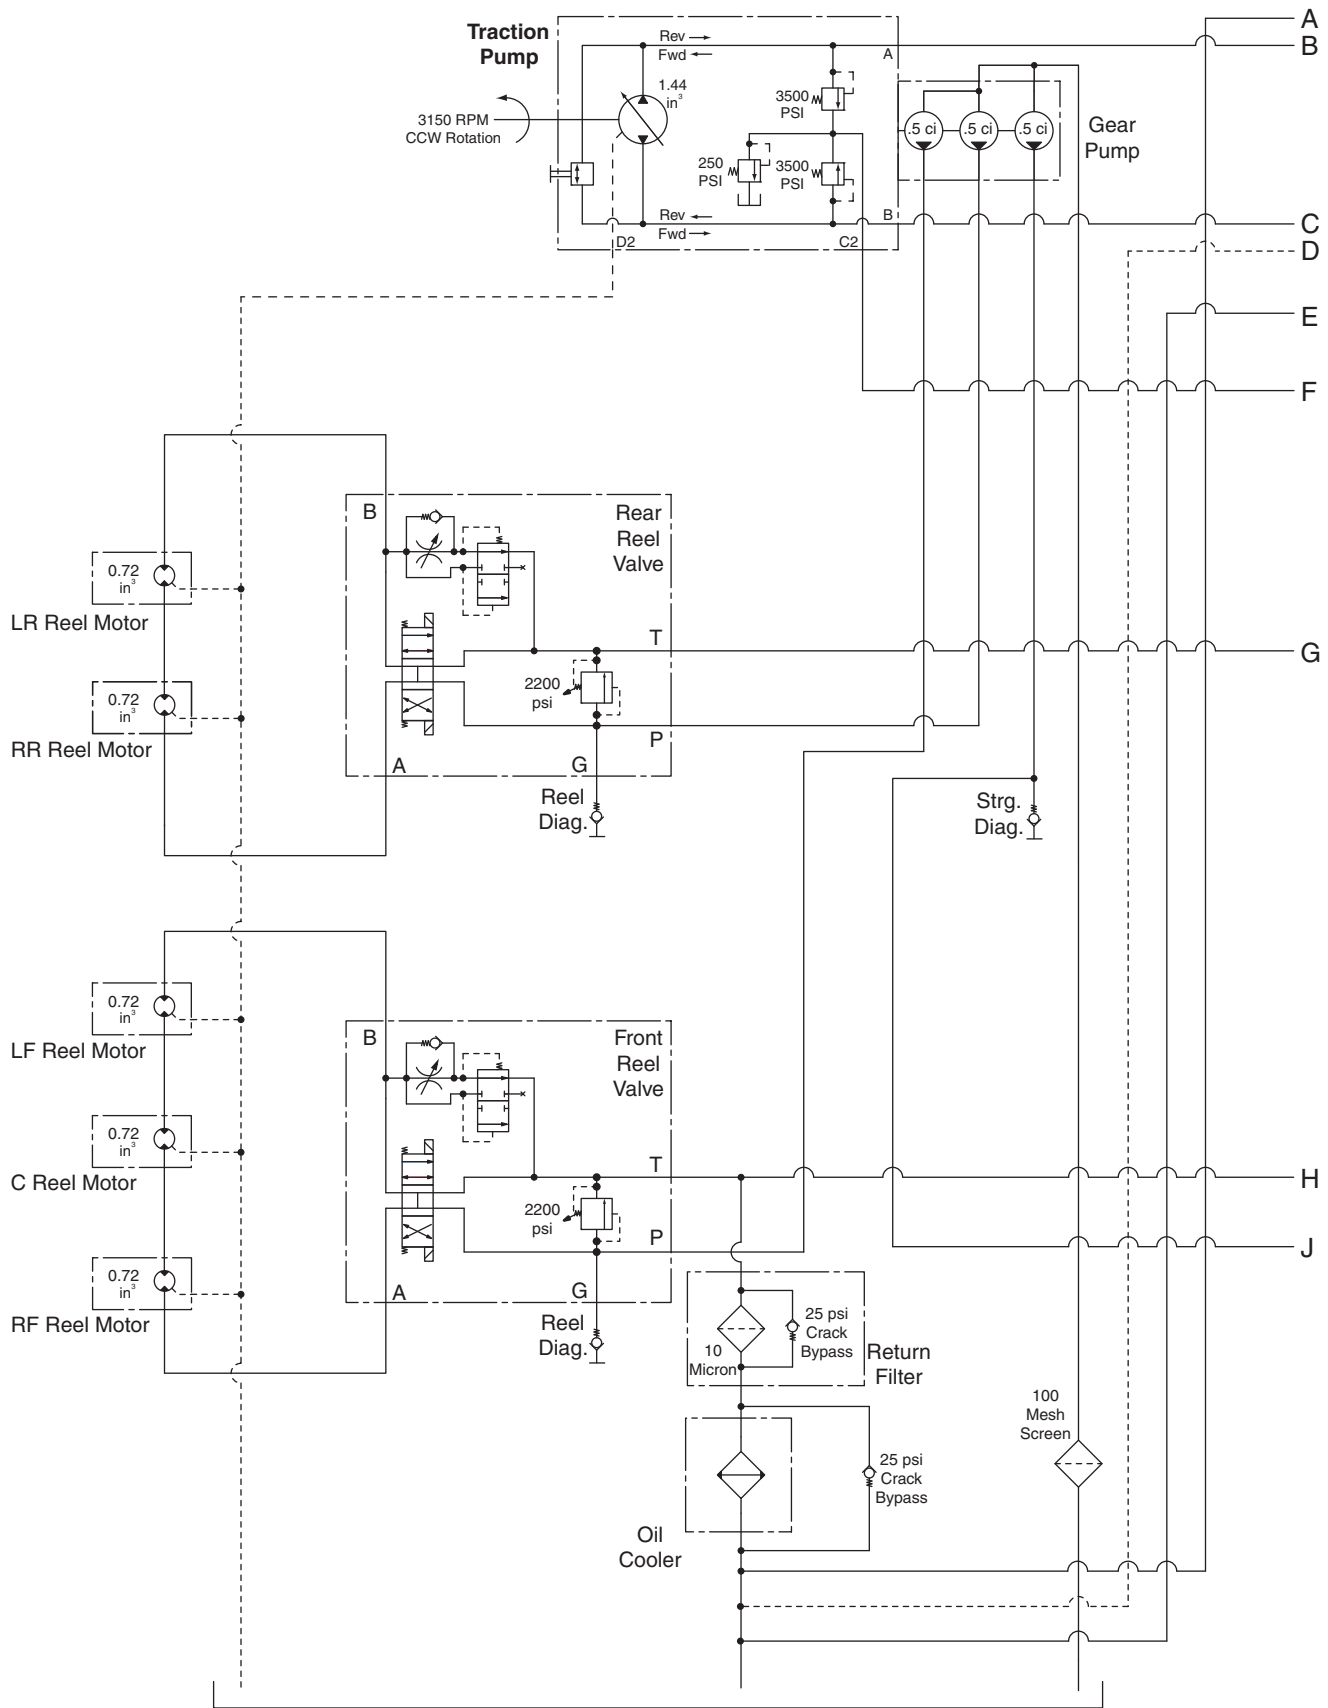 A
B
Traction
Pump
Rev
Fwd
A
1.44
in³
3500
PSI
3150 RPM
CCW Rotation
.5 ci
.5 ci
.5 ci
Gear
Pump
250
PSI
3500
PSI
Rev
Fwd
B
D2
C2
C
D
E
F
B
Rear
Reel
Valve
0.72
in³
LR Reel Motor
T
G
2200
psi
0.72
in³
RR Reel Motor
P
A
G
Reel
Diag.
Strg.
Diag.
0.72
in³
LF Reel Motor
B
Front
Reel
Valve
0.72
in³
C Reel Motor
T
H
2200
psi
P
J
0.72
in³
RF Reel Motor
A
G
Reel
Diag.
10
Micron
25 psi
Crack
Bypass
Return
Filter
100
Mesh
Screen
25 psi
Crack
Bypass
Oil
Cooler